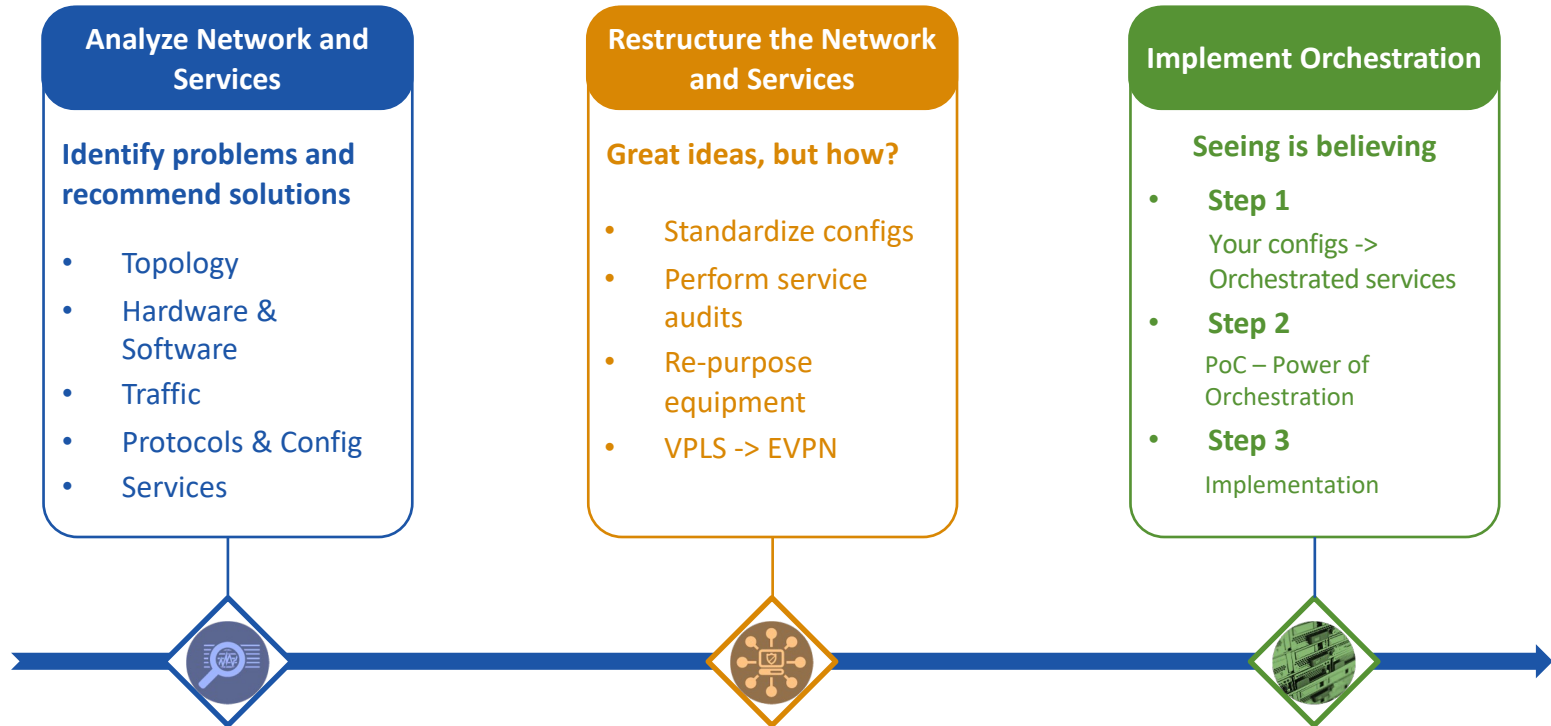 Analyze Network and
Services
Identify problems and
recommend solutions
• Topology
• Hardware &
Software
• Traffic
• Protocols & Config
• Services
Restructure the Network
and Services
Great ideas, but how?
• Standardize configs
• Perform service
audits
• Re-purpose
equipment
• VPLS -> EVPN
Implement Orchestration
Seeing is believing
• Step 1
Your configs ->
Orchestrated services
• Step 2
PoC – Power of
Orchestration
• Step 3
Implementation